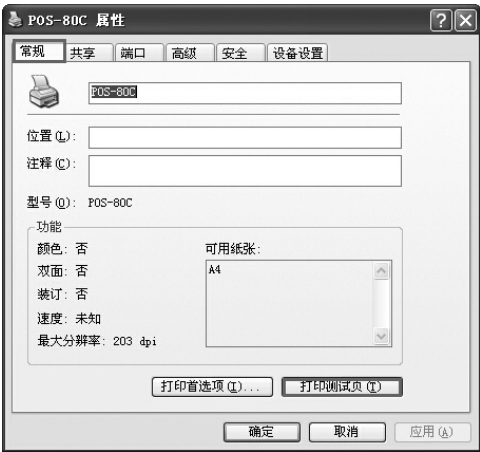 POS-80C 属性
常规 共享 端口 高级 安全 设备设置
POS-80C
位置(L):
注释(C):
型号(O): POS-80C
功能
颜色: 否 可用纸张:
双面: 否 A4
装订: 否
速度: 未知
最大分辨率: 203 dpi
打印首选项(I)... 打印测试页(T)
确定 取消 应用(A)